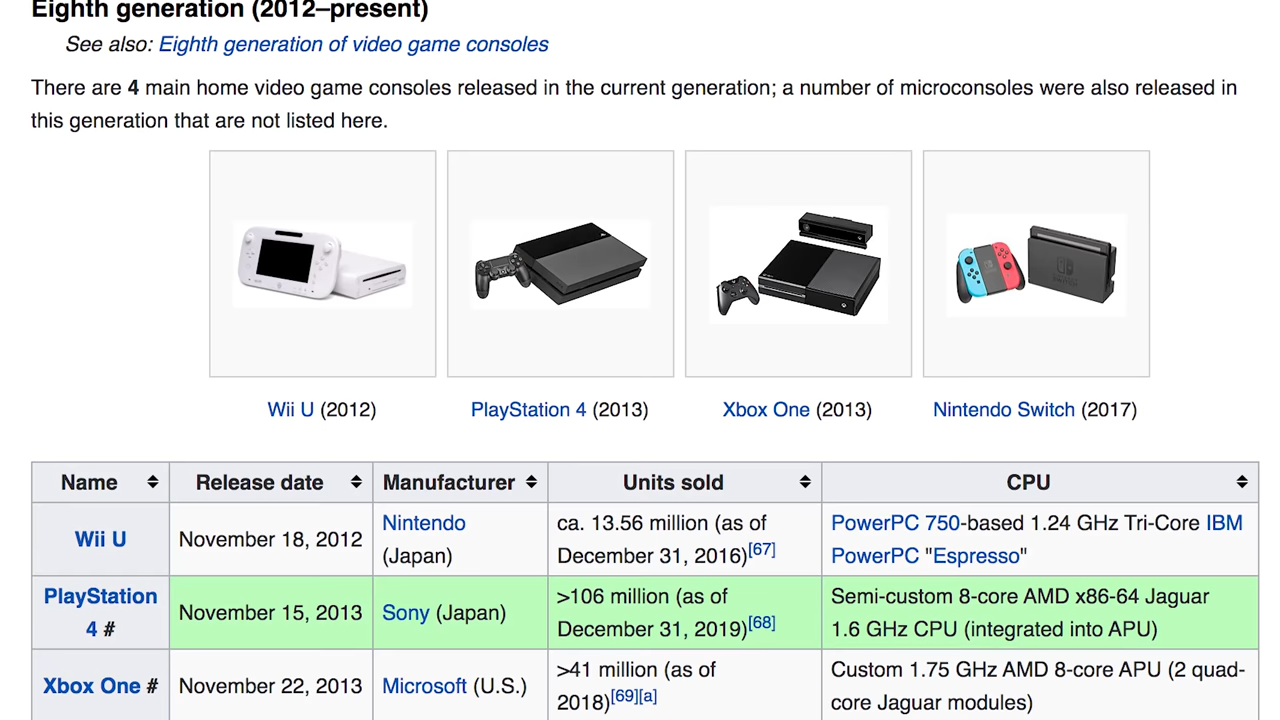 Eighth generation (2012–present)
See also: Eighth generation of video game consoles
There are 4 main home video game consoles released in the current generation; a number of microconsoles were also released in
this generation that are not listed here.
Wii U (2012)
PlayStation 4 (2013)
Xbox One (2013)
Nintendo Switch (2017)
Name
Release date
Manufacturer
Units sold
CPU
Wii U
November 18, 2012
Nintendo
(Japan)
ca. 13.56 million (as of
December 31, 2016)[67]
PowerPC 750-based 1.24 GHz Tri-Core IBM
PowerPC "Espresso"
PlayStation
4 #
November 15, 2013
Sony (Japan)
>106 million (as of
December 31, 2019)[68]
Semi-custom 8-core AMD x86-64 Jaguar
1.6 GHz CPU (integrated into APU)
Xbox One #
November 22, 2013
Microsoft (U.S.)
>41 million (as of
2018)[69][a]
Custom 1.75 GHz AMD 8-core APU (2 quad-
core Jaguar modules)